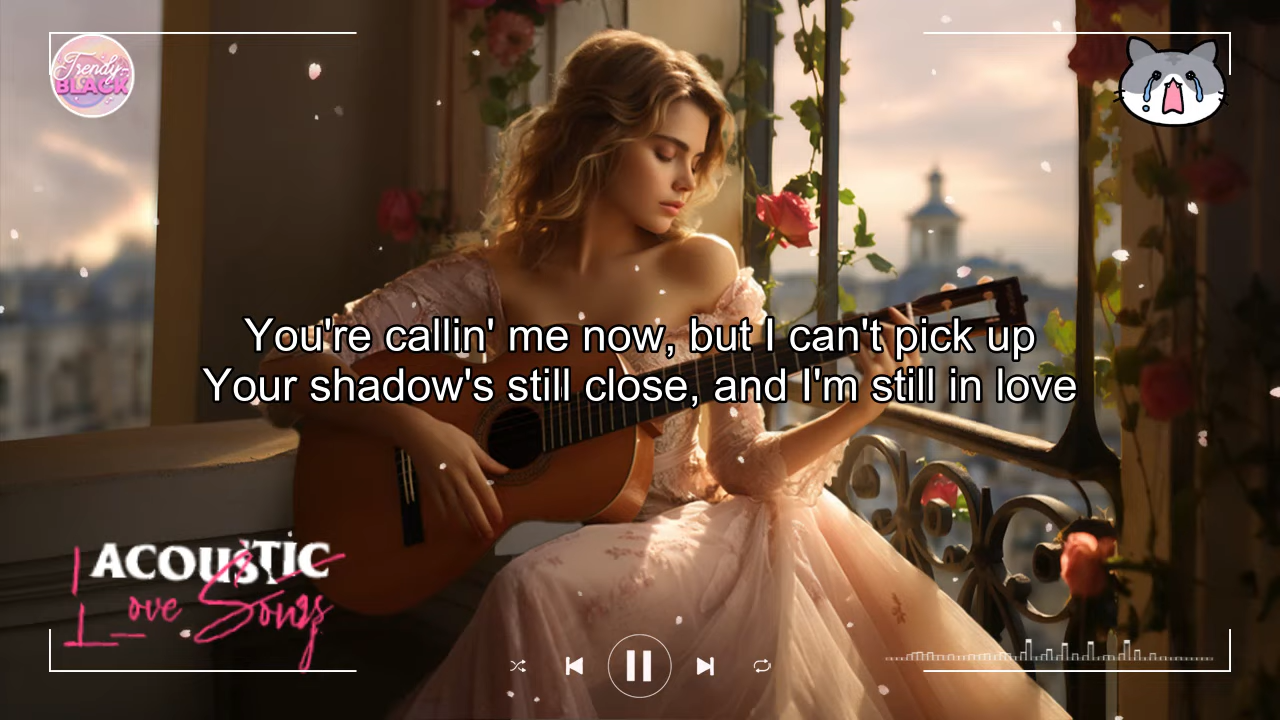 Trendy
BLACK
You're callin' me now, but I can't pick up
Your shadow's still close, and I'm still in love
ACOUSTIC
Love Songs